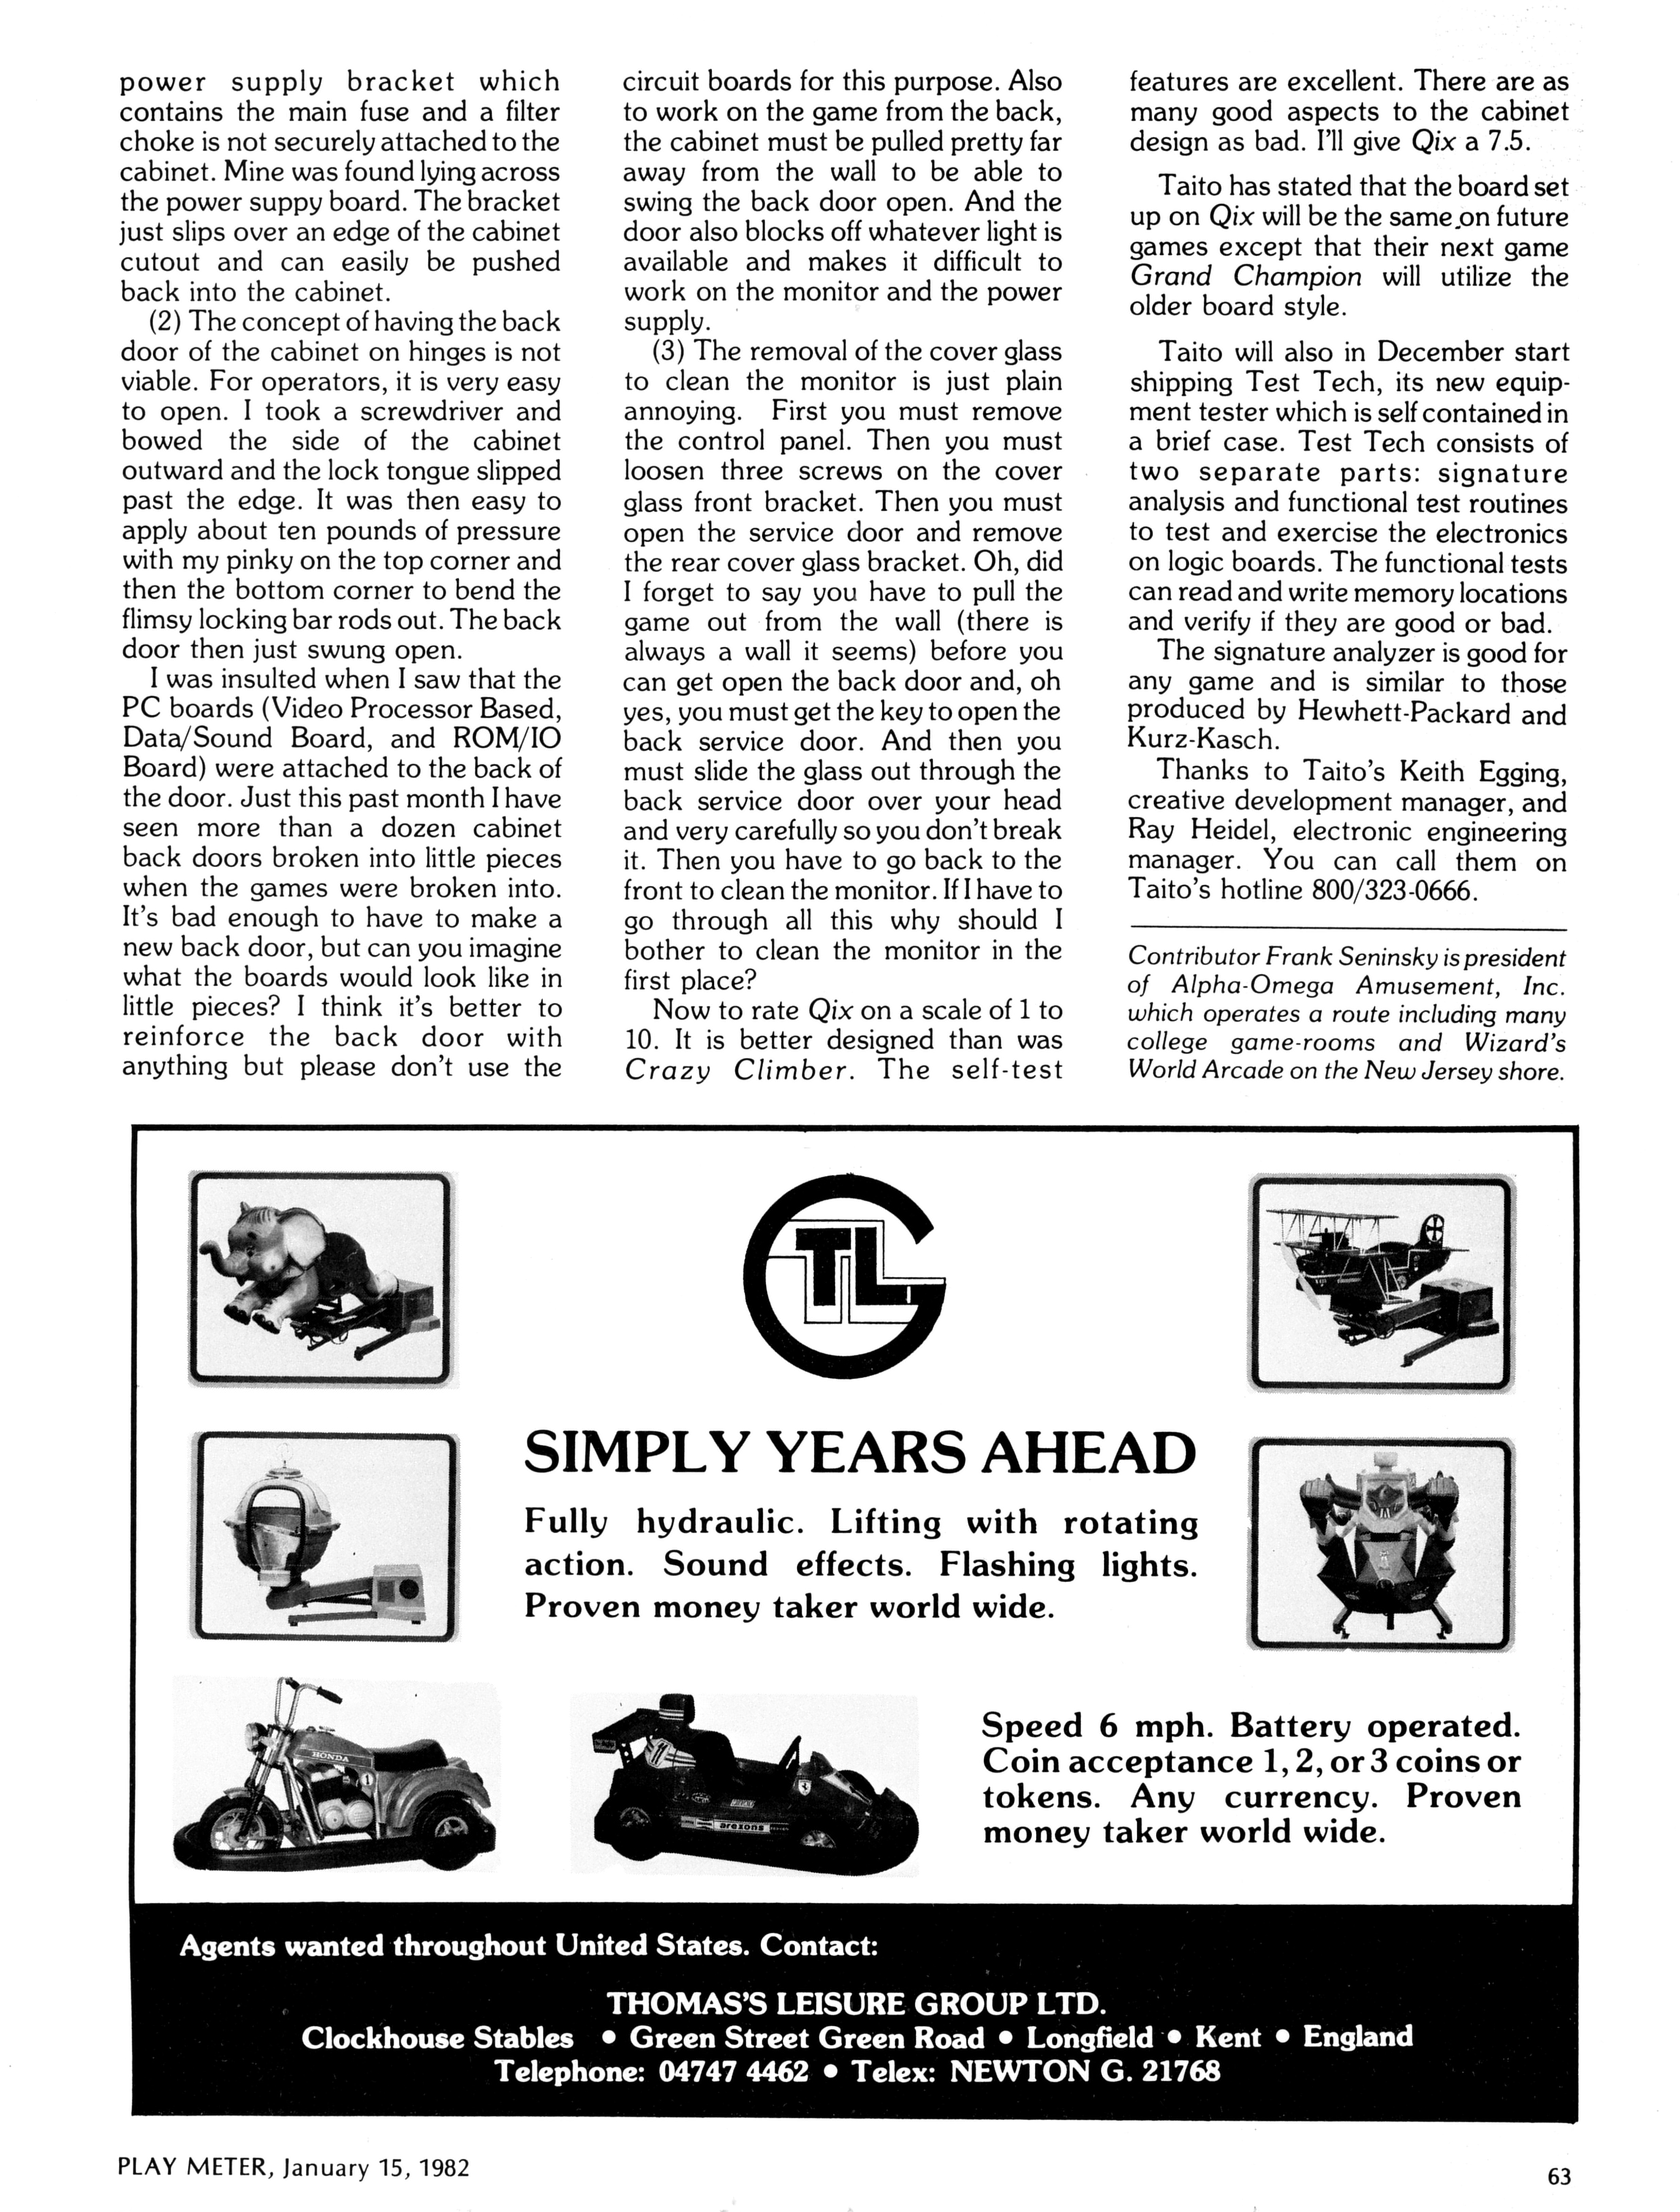 power supply bracket which
contains the main fuse and a filter
choke is not securely attached to the
cabinet. Mine was found lying across
the power suppy board. The bracket
just slips over an edge of the cabinet
cutout and can easily be pushed
back into the cabinet.
(2) The concept of having the back
door of the cabinet on hinges is not
viable. For operators, it is very easy
to open. I took a screwdriver and
bowed the side of the cabinet
outward and the lock tongue slipped
past the edge. It was then easy to
apply about ten pounds of pressure
with my pinky on the top corner and
then the bottom corner to bend the
flimsy locking bar rods out. The back
door then just swung open.
I was insulted when I saw that the
PC boards (Video Processor Based,
Data/Sound Board, and ROM/IO
Board) were attached to the back of
the door. Just this past month I have
seen more than a dozen cabinet
back doors broken into little pieces
when the games were broken into.
It's bad enough to have to make a
new back door, but can you imagine
what the boards would look like in
little pieces? I think it's better to
reinforce the back door with
anything but please don't use the
circuit boards for this purpose. Also
to work on the game from the back,
the cabinet must be pulled pretty far
away from the wall to be able to
swing the back door open. And the
door also blocks off whatever light is
available and makes it difficult to
work on the monitor and the power
supply.
(3) The removal of the cover glass
to clean the monitor is just plain
annoying. First you must remove
the control panel. Then you must
loosen three screws on the cover
glass front bracket. Then you must
open the service door and remove
the rear cover glass bracket. Oh, did
I forget to say you have to pull the
game out from the wall (there is
always a wall it seems) before you
can get open the back door and, oh
yes, you must get the key to open the
back service door. And then you
must slide the glass out through the
back service door over your head
and very carefully so you don't break
it. Then you have to go back to the
front to clean the monitor. If I have to
go through all this why should I
bother to clean the monitor in the
first place?
Now to rate Qix on a scale of 1 to
10. It is better designed than was
Crazy Climber. The self-test
features are excellent. There are as
many good aspects to the cabinet
design as bad. I'll give Qix a 7.5.
Taito has stated that the board set
up on Qix will be the same on future
games except that their next game
Grand Champion will utilize the
older board style.
Taito will also in December start
shipping Test Tech, its new equip-
ment tester which is self contained in
a brief case. Test Tech consists of
two separate parts: signature
analysis and functional test routines
to test and exercise the electronics
on logic boards. The functional tests
can read and write memory locations
and verify if they are good or bad.
The signature analyzer is good for
any game and is similar to those
produced by Hewhett-Packard and
Kurz-Kasch.
Thanks to Taito's Keith Egging,
creative development manager, and
Ray Heidel, electronic engineering
manager. You can call them on
Taito's hotline 800/323-0666.
Contributor Frank Seninsky is president
of Alpha-Omega Amusement, Inc.
which operates a route including many
college game-rooms and Wizard's
World Arcade on the New Jersey shore.
TLG
SIMPLY YEARS AHEAD
Fully hydraulic. Lifting with rotating
action. Sound effects. Flashing lights.
Proven money taker world wide.
HONDA
1
arexons
Speed 6 mph. Battery operated.
Coin acceptance 1, 2, or 3 coins or
tokens. Any currency. Proven
money taker world wide.
Agents wanted throughout United States. Contact:
THOMAS'S LEISURE GROUP LTD.
Clockhouse Stables • Green Street Green Road • Longfield • Kent • England
Telephone: 04747 4462 • Telex: NEWTON G. 21768
PLAY METER, January 15, 1982
63